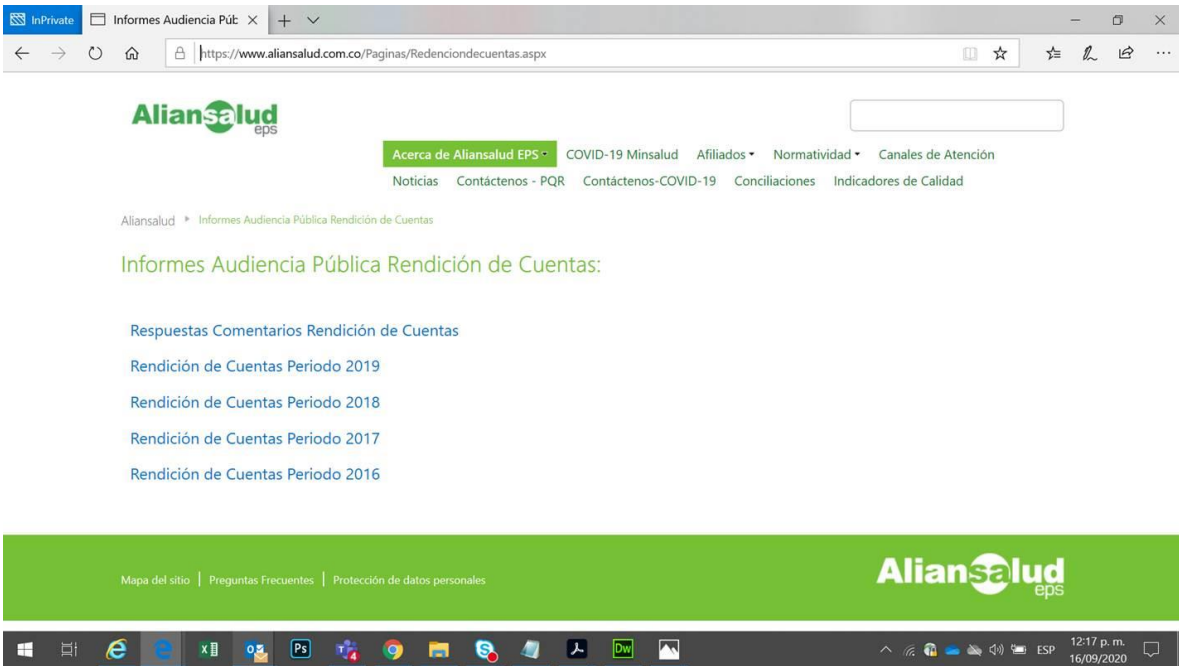 InPrivate
Informes Audiencia Púb
https://www.aliansalud.com.co/Paginas/Redenciondecuentas.aspx
Aliansalud
eps
Acerca de Aliansalud EPS COVID-19 Minsalud Afiliados Normatividad Canales de Atención
Noticias Contáctenos - PQR Contáctenos-COVID-19 Conciliaciones Indicadores de Calidad
Aliansalud Informes Audiencia Pública Rendición de Cuentas
Informes Audiencia Pública Rendición de Cuentas:
Respuestas Comentarios Rendición de Cuentas
Rendición de Cuentas Periodo 2019
Rendición de Cuentas Periodo 2018
Rendición de Cuentas Periodo 2017
Rendición de Cuentas Periodo 2016
Mapa del sitio | Preguntas Frecuentes | Protección de datos personales
Aliansalud
eps
Ps
Dw
ESP
12:17 p. m.
16/09/2020